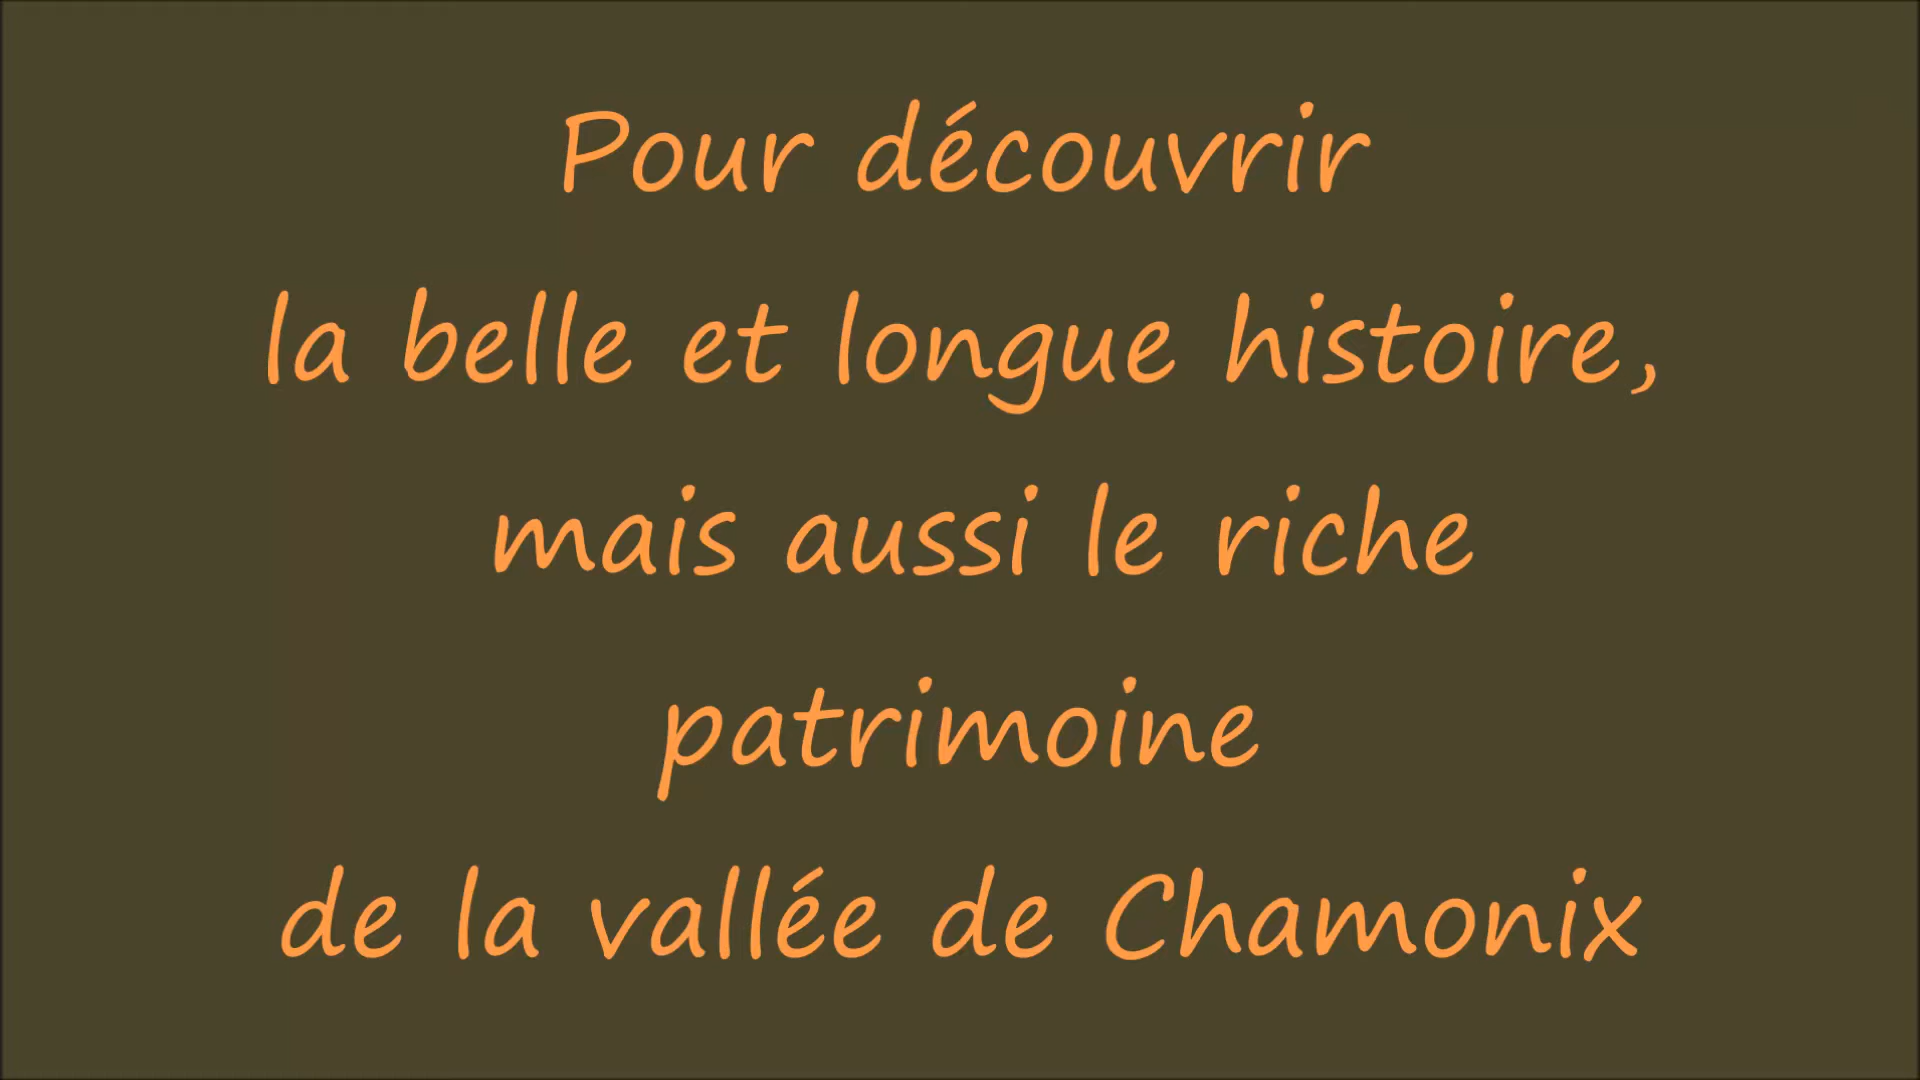 Pour découvrir
la belle et longue histoire,
mais aussi le riche
patrimoine
de la vallée de Chamonix